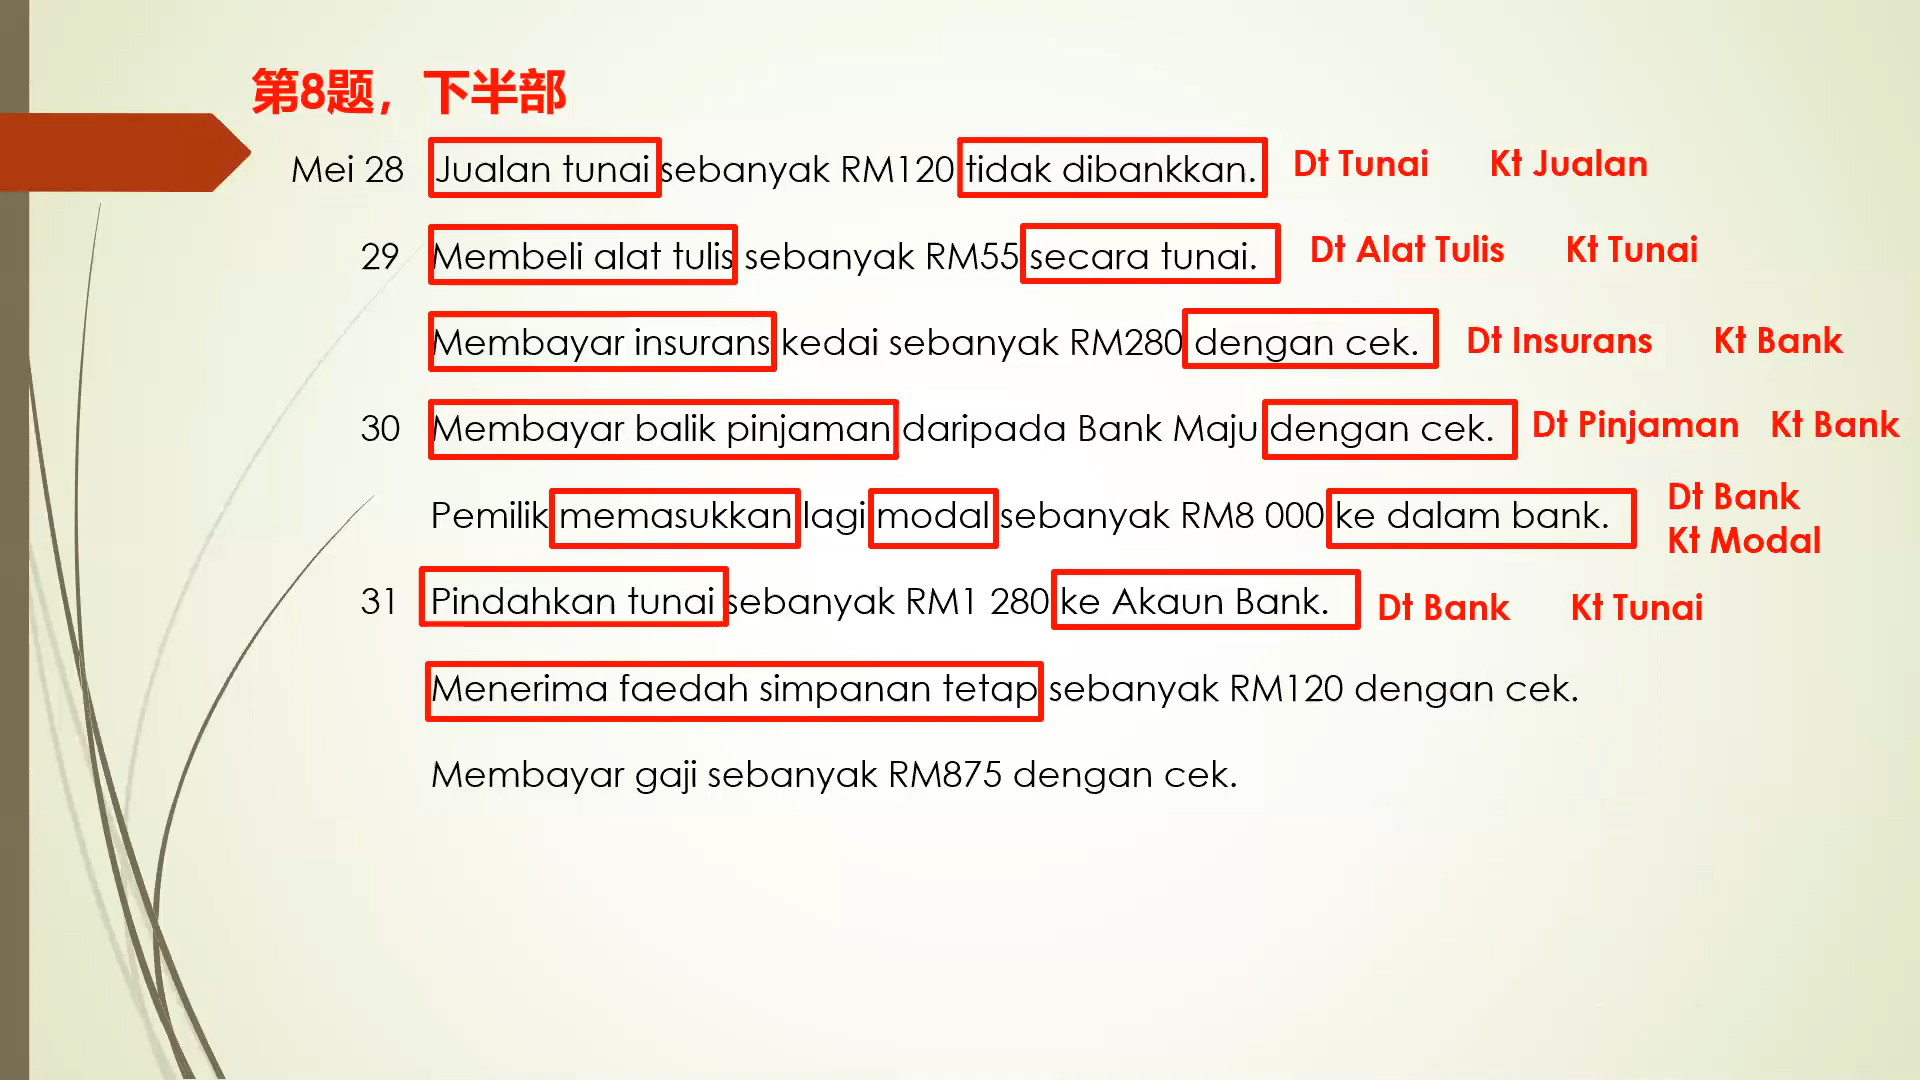 第8题，下半部
Mei 28 Jualan tunai sebanyak RM120 tidak dibankkan. Dt Tunai Kt Jualan
29 Membeli alat tulis sebanyak RM55 secara tunai. Dt Alat Tulis Kt Tunai
Membayar insurans kedai sebanyak RM280 dengan cek. Dt Insurans Kt Bank
30 Membayar balik pinjaman daripada Bank Maju dengan cek. Dt Pinjaman Kt Bank
Pemilik memasukkan lagi modal sebanyak RM8 000 ke dalam bank. Dt Bank
Kt Modal
31 Pindahkan tunai sebanyak RM1 280 ke Akaun Bank. Dt Bank Kt Tunai
Menerima faedah simpanan tetap sebanyak RM120 dengan cek.
Membayar gaji sebanyak RM875 dengan cek.